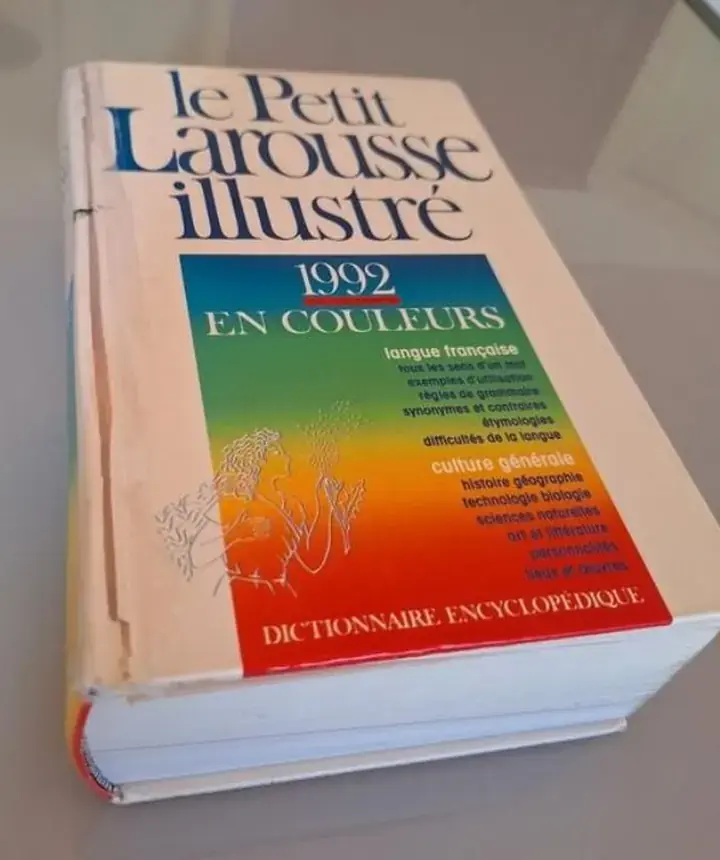 le Petit
Larousse
illustré
1992
EN COULEURS
langue française
tous les sens d'un mot
exemples d'utilisation
règles de grammaire
synonymes et contraires
étymologies
difficultés de la langue
culture générale
histoire géographie
technologie biologie
sciences naturelles
art et littérature
personnalités
lieux et œuvres
DICTIONNAIRE ENCYCLOPÉDIQUE